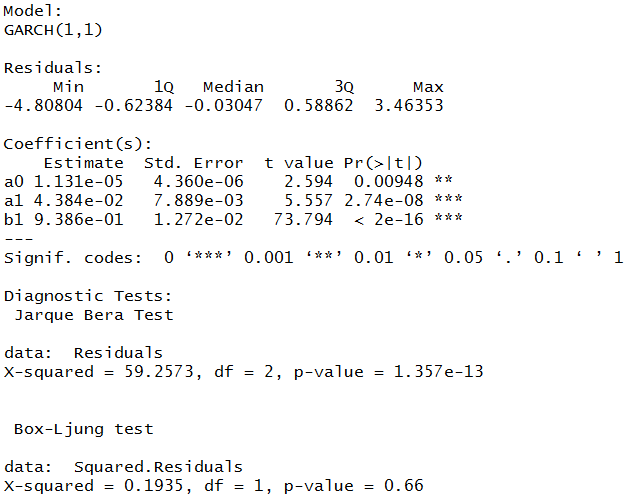 Model:
GARCH(1,1)
Residuals:
Min 1Q Median 3Q Max
-4.80804 -0.62384 -0.03047 0.58862 3.46353
Coefficient(s):
Estimate Std. Error t value Pr(>|t|)
a0 1.131e-05 4.360e-06 2.594 0.00948 **
a1 4.384e-02 7.889e-03 5.557 2.74e-08 ***
b1 9.386e-01 1.272e-02 73.794 < 2e-16 ***
---
Signif. codes: 0 ‘***’ 0.001 ‘**’ 0.01 ‘*’ 0.05 ‘.’ 0.1 ‘ ’ 1
Diagnostic Tests:
Jarque Bera Test
data: Residuals
X-squared = 59.2573, df = 2, p-value = 1.357e-13
Box-Ljung test
data: Squared.Residuals
X-squared = 0.1935, df = 1, p-value = 0.66